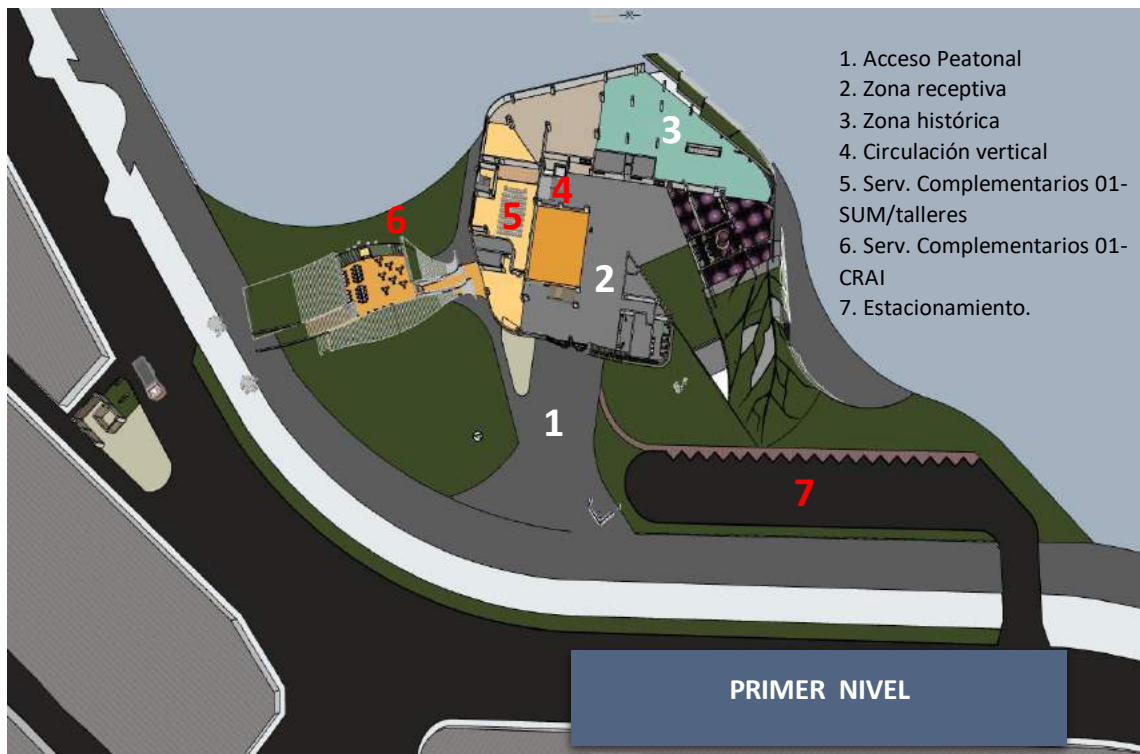 1. Acceso Peatonal
2. Zona receptiva
3. Zona histórica
4. Circulación vertical
5. Serv. Complementarios 01-
SUM/talleres
6. Serv. Complementarios 01-
CRAI
7. Estacionamiento.
3
4
5
6
2
1
7
PRIMER NIVEL